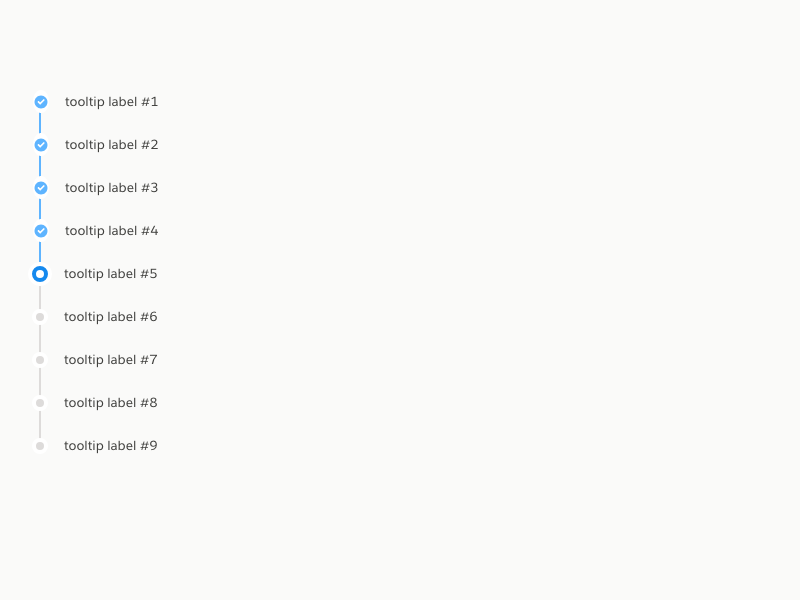 tooltip label #1
tooltip label #2
tooltip label #3
tooltip label #4
tooltip label #5
tooltip label #6
tooltip label #7
tooltip label #8
tooltip label #9